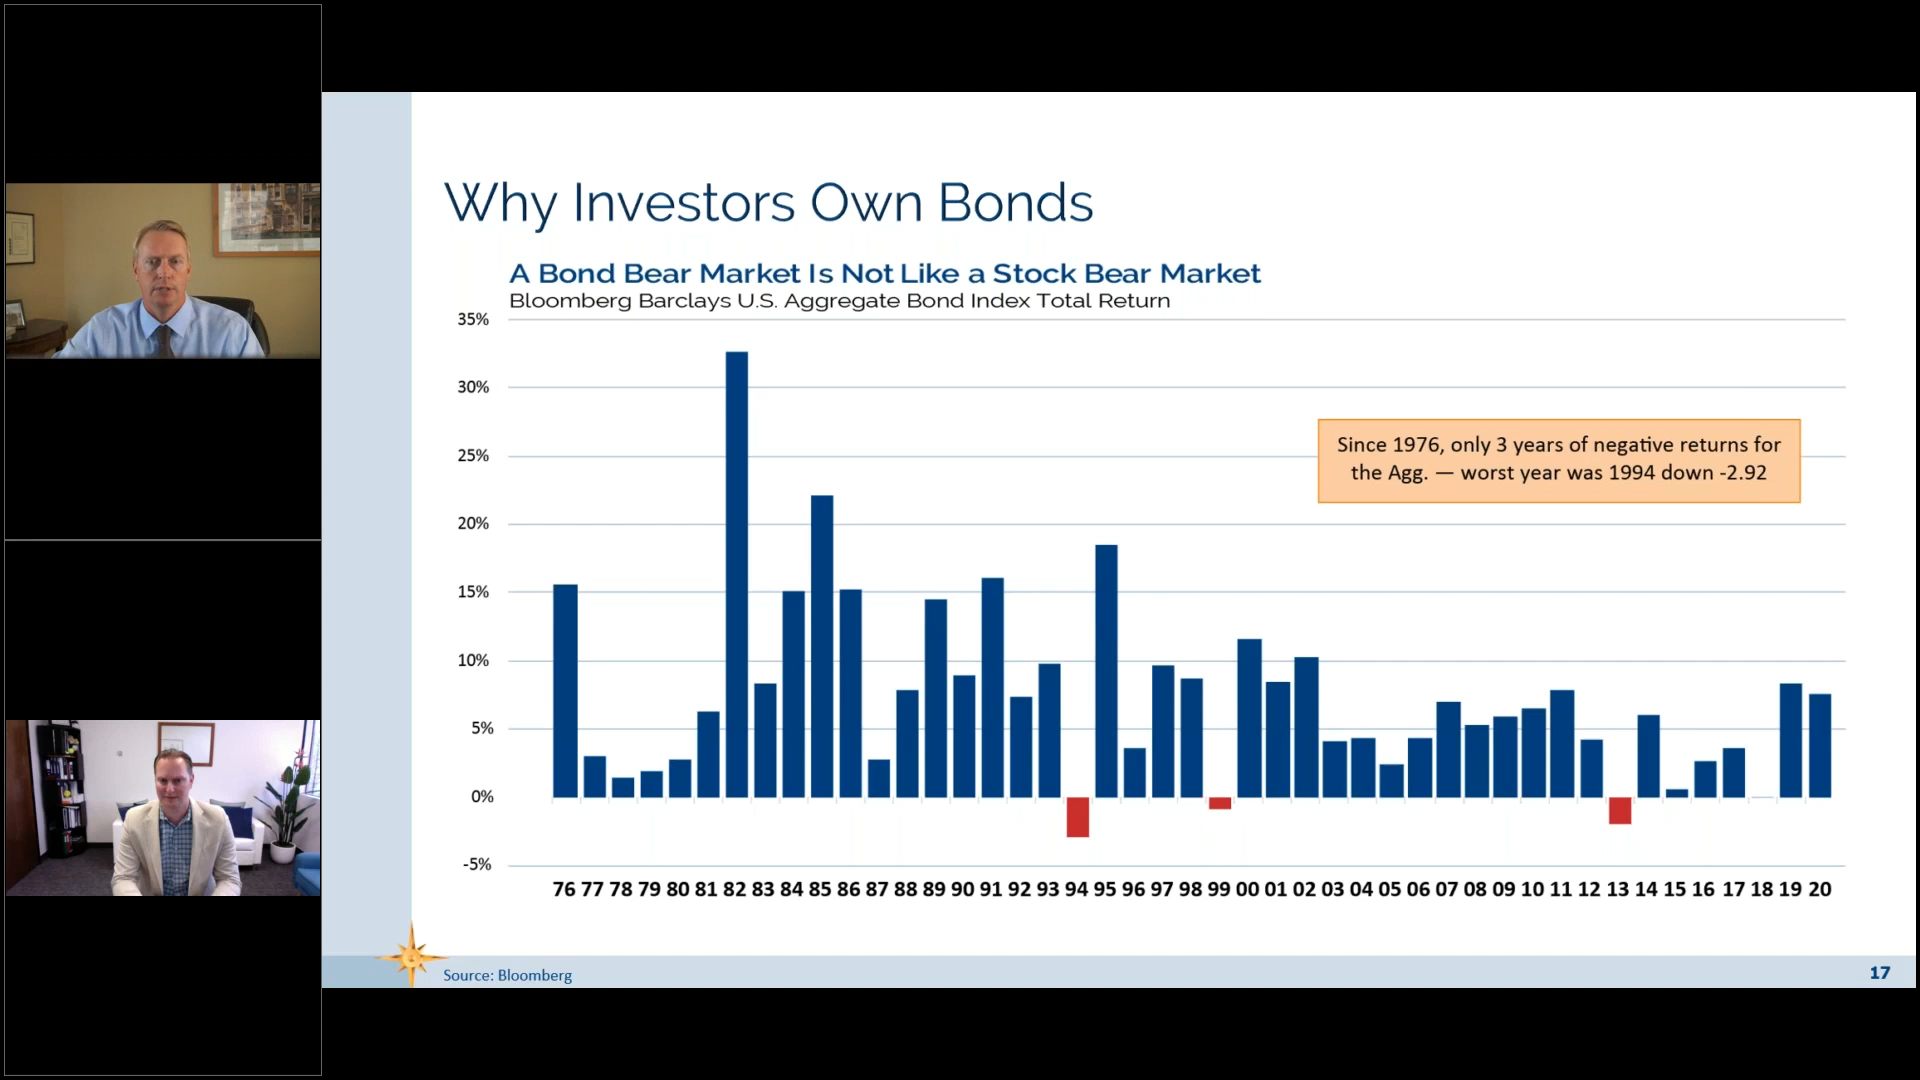 Why Investors Own Bonds
A Bond Bear Market Is Not Like a Stock Bear Market
Bloomberg Barclays U.S. Aggregate Bond Index Total Return
35%
30%
25%
20%
15%
10%
5%
0%
-5%
Since 1976, only 3 years of negative returns for
the Agg. — worst year was 1994 down -2.92
76 77 78 79 80 81 82 83 84 85 86 87 88 89 90 91 92 93 94 95 96 97 98 99 00 01 02 03 04 05 06 07 08 09 10 11 12 13 14 15 16 17 18 19 20
Source: Bloomberg
17